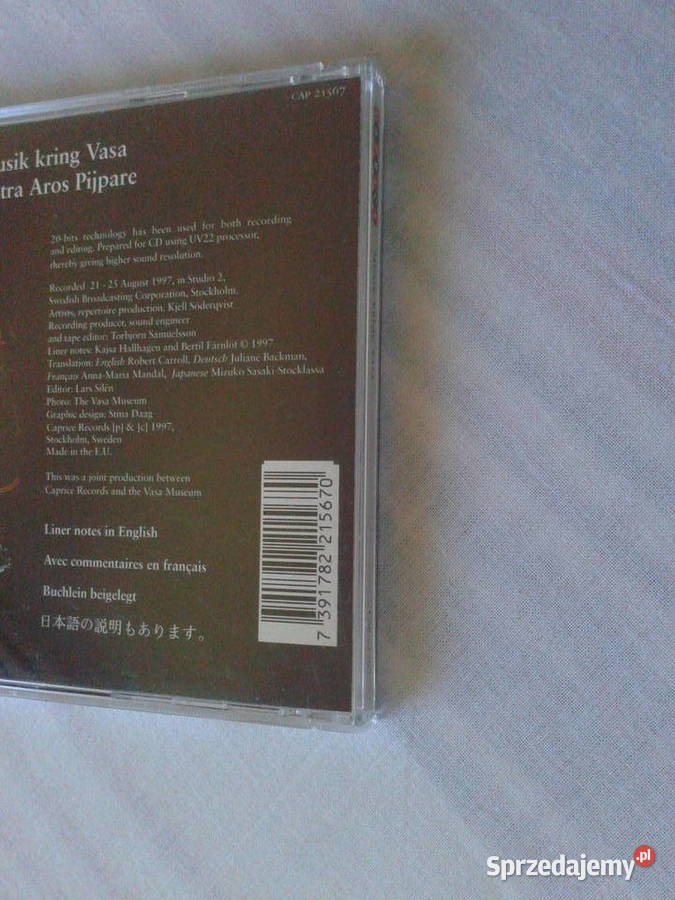 CAP 21567
usik kring Vasa
tra Aros Pijpare
20-bits technology has been used for both recording
and editing. Prepared for CD using UV22 processor,
thereby giving higher sound resolution.
Recorded 21 - 25 August 1997, in Studio 2,
Swedish Broadcasting Corporation, Stockholm.
Artists, repertoire production: Kjell Söderqvist
Recording producer, sound engineer
and tape editor: Torbjörn Samuelsson
Liner notes: Kajsa Hallhagen and Bertil Färnlöf © 1997
Translation: English Robert Carroll, Deutsch Juliane Backman,
Français Anna-Maria Mandal, Japanese Mizuko Sasaki-Stocklassa
Editor: Lars Silén
Photo: The Vasa Museum
Graphic design: Stina Daag
Caprice Records [p] & [c] 1997,
Stockholm, Sweden
Made in the E.U.
This was a joint production between
Caprice Records and the Vasa Museum
Liner notes in English
Avec commentaires en français
Buchlein beigelegt
日本語の説明もあります。
7 391782 215670
Sprzedajemy.pl